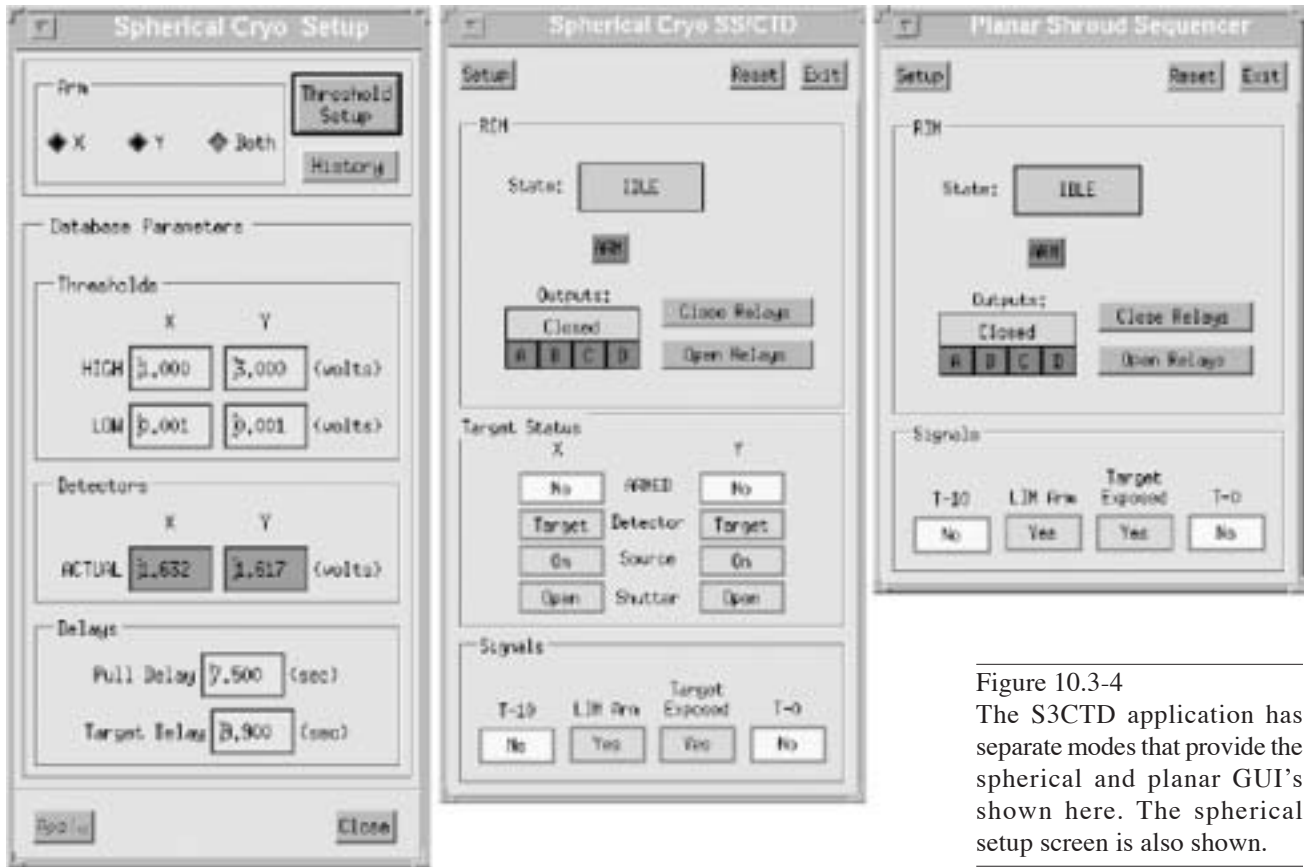 Spherical Cryo Setup
Arm
X Y Both
Threshold
Setup
History
Database Parameters
Thresholds
X Y
HIGH 1.000 3.000 (volts)
LOW 0.001 0.001 (volts)
Detectors
X Y
ACTUAL 1.632 1.617 (volts)
Delays
Pull Delay 7.500 (sec)
Target Delay 3.900 (sec)
Apply Close
Spherical Cryo SS/CTD
Setup Reset Exit
State: IDLE
ARM
Outputs:
Closed
A B C D
Close Relays
Open Relays
Target Status
X Y
No ARMED No
Target Detector Target
On Source On
Open Shutter Open
Signals
T-10 LIM Arm Target Exposed T-0
No Yes Yes No
Planar Shroud Sequencer
Setup Reset Exit
State: IDLE
ARM
Outputs:
Closed
A B C D
Close Relays
Open Relays
Signals
T-10 LIM Arm Target Exposed T-0
No Yes Yes No
Figure 10.3-4
The S3CTD application has
separate modes that provide the
spherical and planar GUI's
shown here. The spherical
setup screen is also shown.